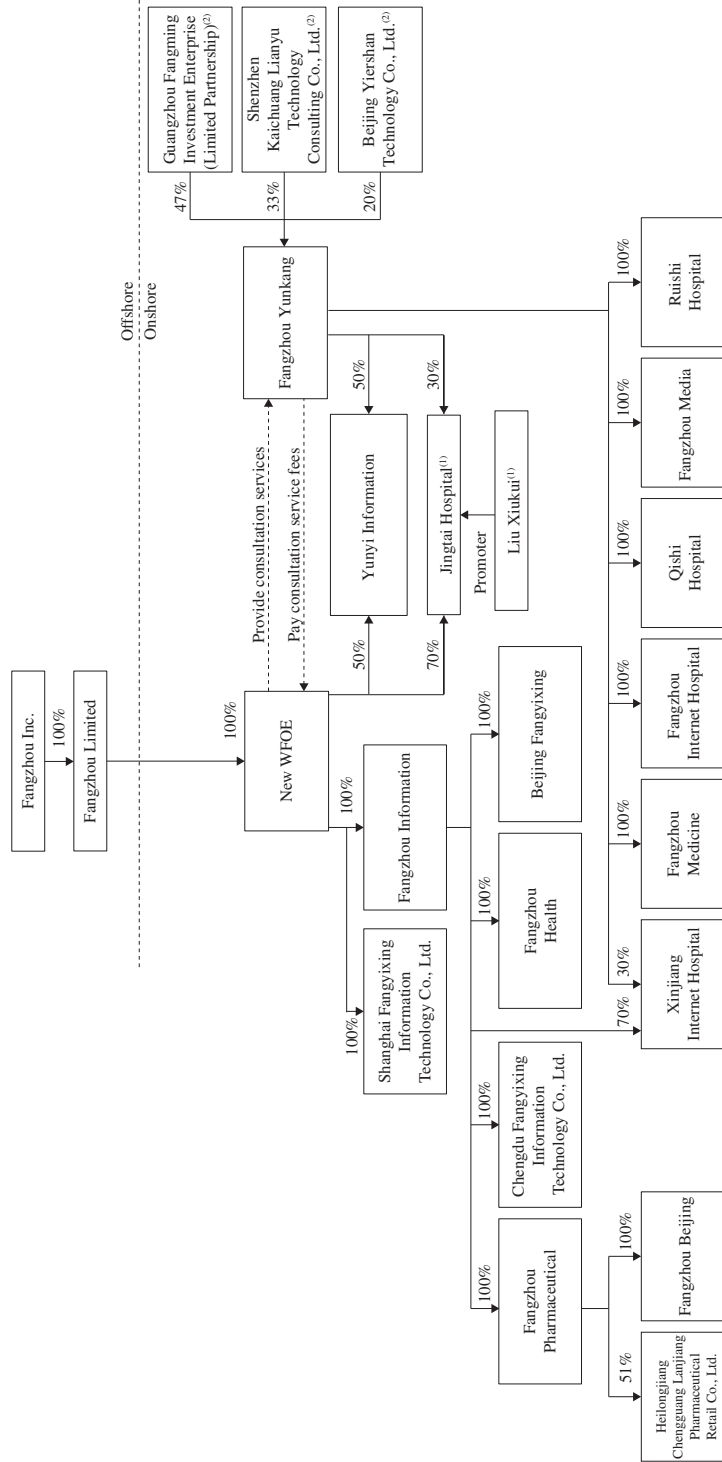 Fangzhou Inc.
100%
Fangzhou Limited
Offshore
Onshore
100%
New WFOE
Provide consultation services
Pay consultation service fees
Fangzhou Yunkang
47%
33%
20%
Guangzhou Fangming
Investment Enterprise
(Limited Partnership)(2)
Shenzhen
Kaichuang Lianyu
Technology
Consulting Co., Ltd.(2)
Beijing Yiershan
Technology Co., Ltd.(2)
100%
100%
Shanghai Fangyixing
Information
Technology Co., Ltd.
Fangzhou Information
50%
50%
Yunyi Information
70%
30%
Jingtai Hospital(1)
Promoter
Liu Xiukui(1)
100%
100%
100%
100%
Fangzhou
Pharmaceutical
Chengdu Fangyixing
Information
Technology Co., Ltd.
Fangzhou
Health
Beijing Fangyixing
51%
100%
70%
30%
100%
100%
100%
100%
100%
Heilongjiang
Chengguang Lanjiang
Pharmaceutical
Retail Co., Ltd.
Fangzhou Beijing
Xinjiang
Internet Hospital
Fangzhou
Medicine
Fangzhou
Internet Hospital
Qishi
Hospital
Fangzhou Media
Ruishi
Hospital